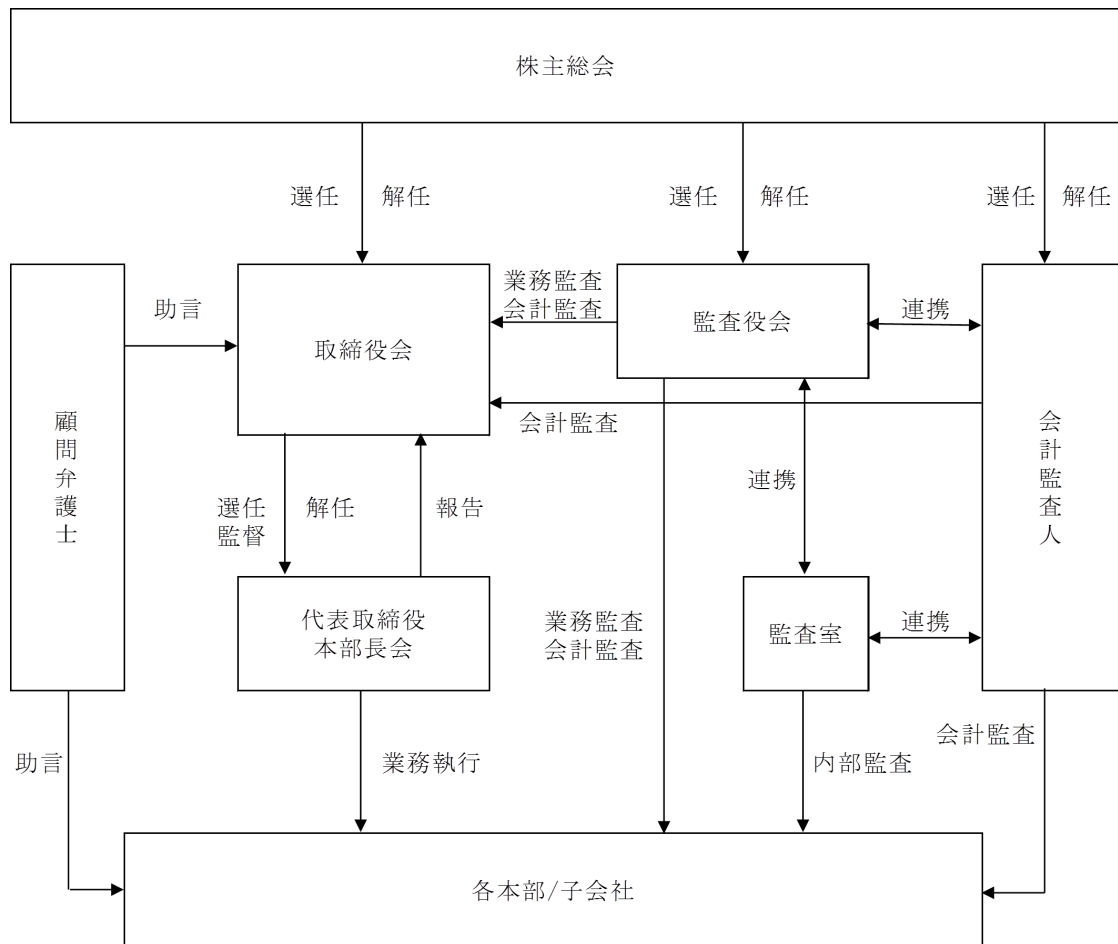 株主総会
選任
解任
選任
解任
選任
解任
助言
取締役会
業務監査
会計監査
監査役会
連携
会計監査
顧問弁護士
会計監査人
選任
監督
解任
報告
連携
代表取締役
本部長会
業務監査
会計監査
監査室
連携
助言
業務執行
内部監査
会計監査
各本部/子会社